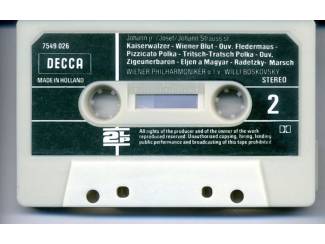 7549 026
Johann jr./Josef/Johann Strauss sr.
Kaiserwalzer - Wiener Blut - Ouv. Fledermaus -
Pizzicato Polka - Tritsch-Tratsch Polka - Ouv.
Zigeunerbaron - Eljen a Magyar - Radetzky-Marsch
WIENER PHILHARMONIKER o.l.v. WILLI BOSKOVSKY
DECCA
MADE IN HOLLAND
STEREO
2
2LP
All rights of the producer and of the owner of the work
reproduced reserved. Unauthorised copying, hiring, lending
public performance and broadcasting of this tape prohibited